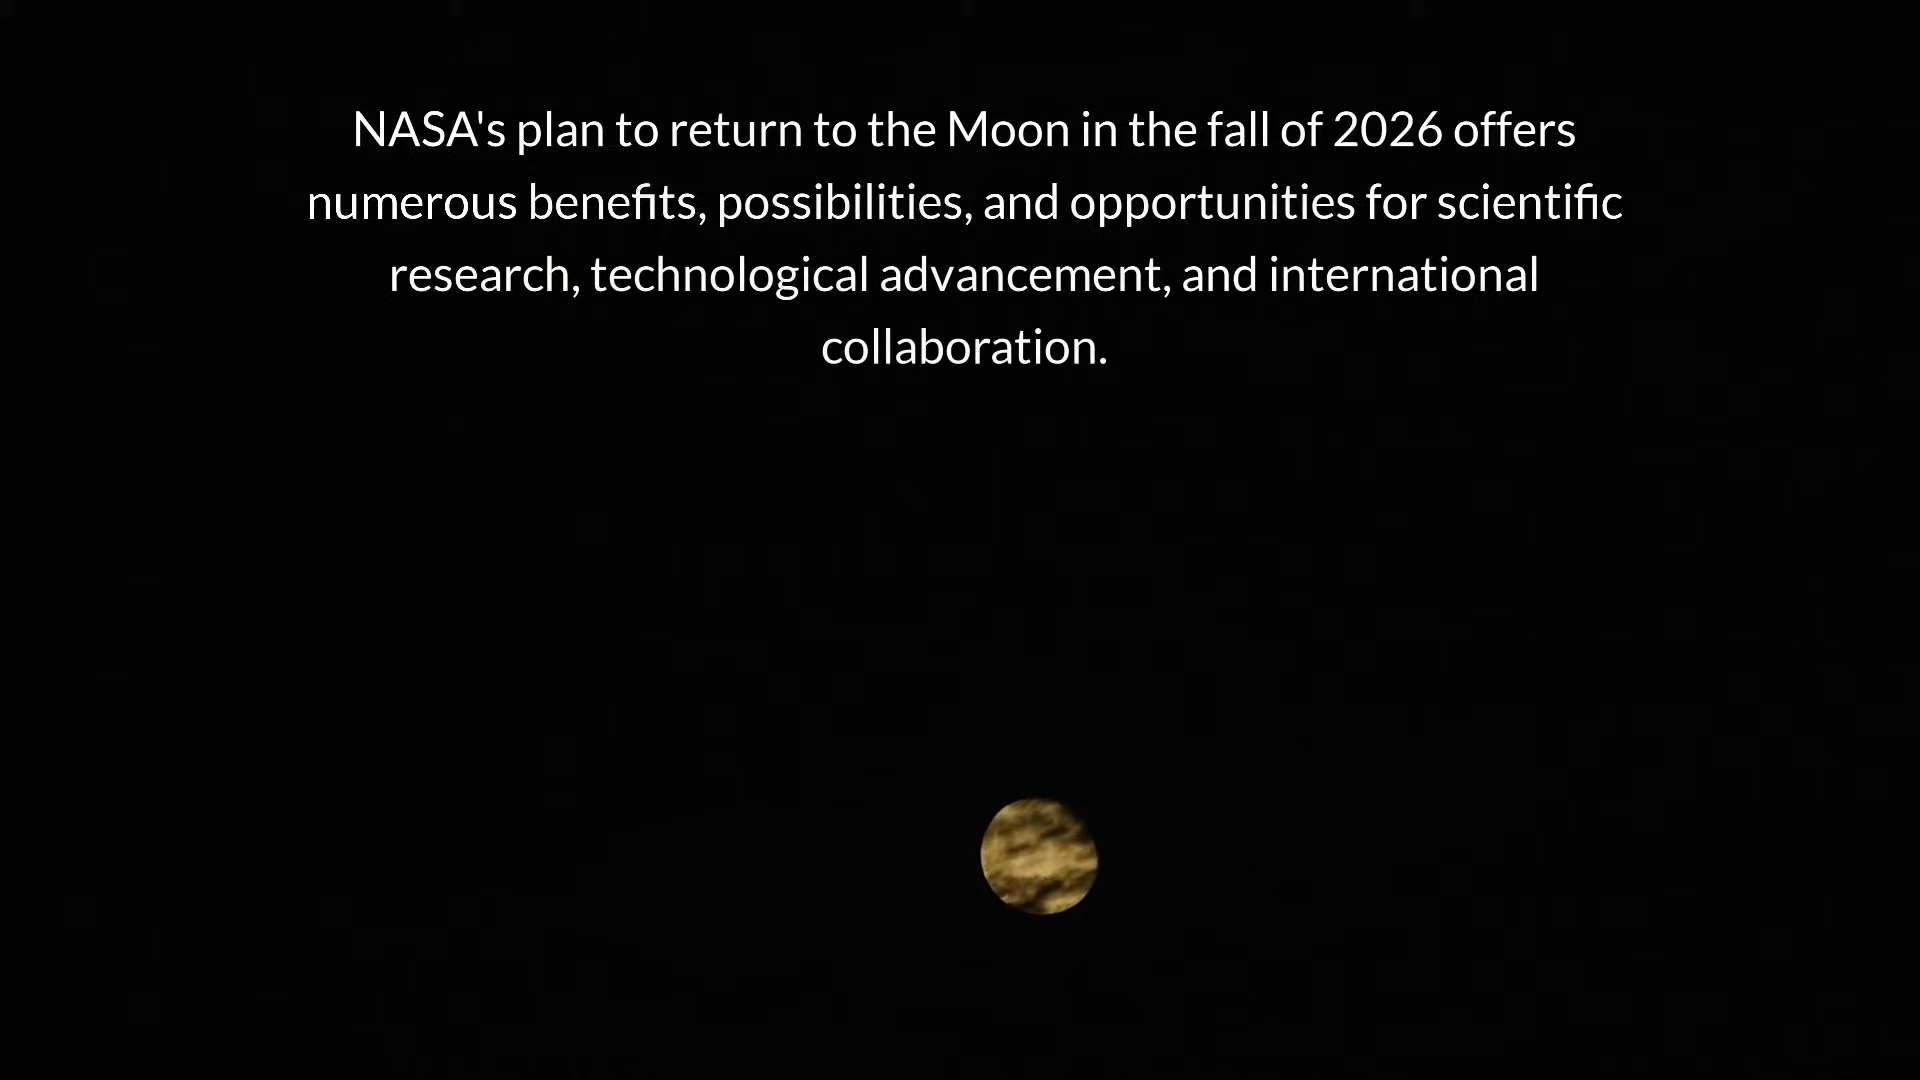 NASA's plan to return to the Moon in the fall of 2026 offers
numerous benefits, possibilities, and opportunities for scientific
research, technological advancement, and international
collaboration.